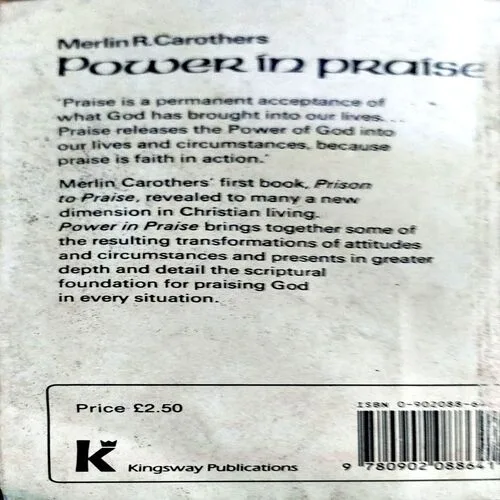 Merlin R. Carothers
Power in praise
'Praise is a permanent acceptance of
what God has brought into our lives...
Praise releases the Power of God into
our lives and circumstances, because
praise is faith in action.'
Merlin Carothers' first book, Prison
to Praise, revealed to many a new
dimension in Christian living.
Power in Praise brings together some of
the resulting transformations of attitudes
and circumstances and presents in greater
depth and detail the scriptural
foundation for praising God
in every situation.
Price £2.50
K Kingsway Publications
ISBN 0-902088-6
9 780902 088641